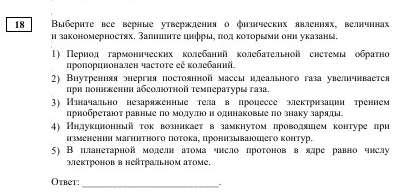 18
Выберите все верные утверждения о физических явлениях, величинах
и закономерностях. Запишите цифры, под которыми они указаны.
1) Период гармонических колебаний колебательной системы обратно
пропорционален частоте её колебаний.
2) Внутренняя энергия постоянной массы идеального газа увеличивается
при понижении абсолютной температуры газа.
3) Изначально незаряженные тела в процессе электризации трением
приобретают равные по модулю и одинаковые по знаку заряды.
4) Индукционный ток возникает в замкнутом проводящем контуре при
изменении магнитного потока, пронизывающего контур.
5) В планетарной модели атома число протонов в ядре равно числу
электронов в нейтральном атоме.
Ответ: ____________________________.